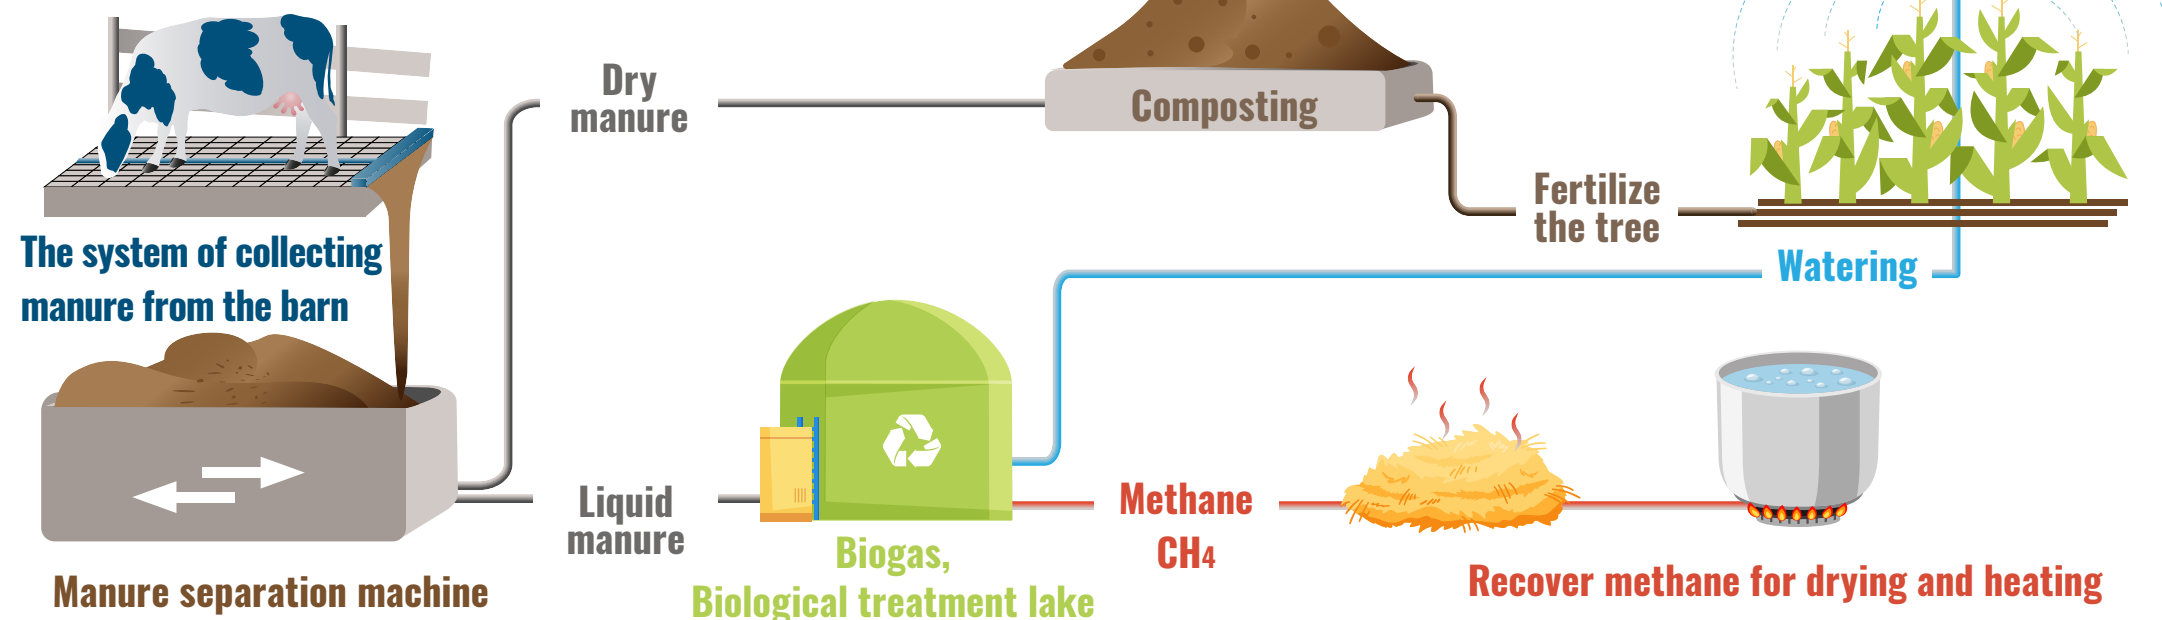 The system of collecting
manure from the barn
Manure separation machine
Dry
manure
Liquid
manure
Composting
Fertilize
the tree
Watering
Biogas,
Biological treatment lake
Methane
CH4
Recover methane for drying and heating